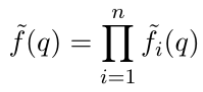 f̃(q) = ∏_{i=1}^{n} f̃_i(q)